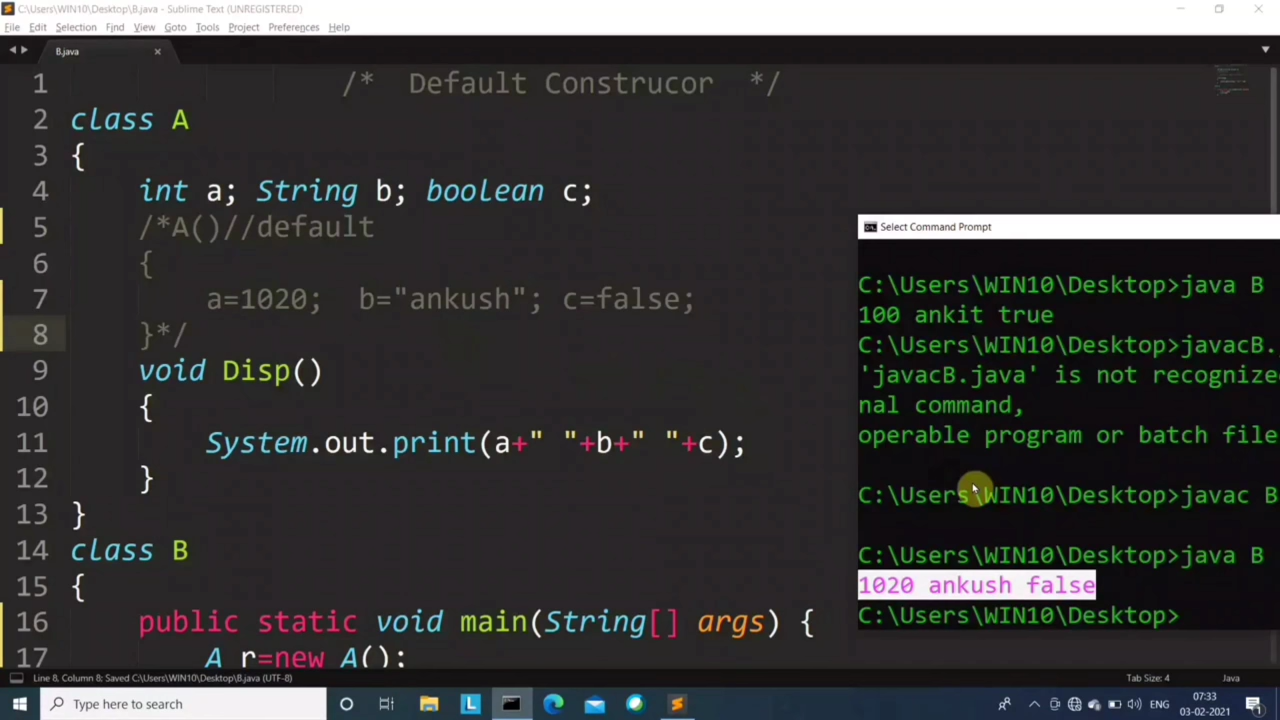 C:\Users\WIN10\Desktop\B.java - Sublime Text (UNREGISTERED)
File Edit Selection Find View Goto Tools Project Preferences Help
B.java
1 /* Default Construcor */
2 class A
3 {
4 int a; String b; boolean c;
5 /*A()//default
6 {
7 a=1020; b="ankush"; c=false;
8 }*/
9 void Disp()
10 {
11 System.out.print(a+" "+b+" "+c);
12 }
13 }
14 class B
15 {
16 public static void main(String[] args) {
17 A r=new A();
Select Command Prompt
C:\Users\WIN10\Desktop>java B
100 ankit true
C:\Users\WIN10\Desktop>javacB.
'javacB.java' is not recognize
nal command,
operable program or batch file
C:\Users\WIN10\Desktop>javac B
C:\Users\WIN10\Desktop>java B
1020 ankush false
C:\Users\WIN10\Desktop>
Line 8, Column 8; Saved C:\Users\WIN10\Desktop\B.java (UTF-8)
Tab Size: 4
Java
Type here to search
L
ENG
07:33
03-02-2021
1